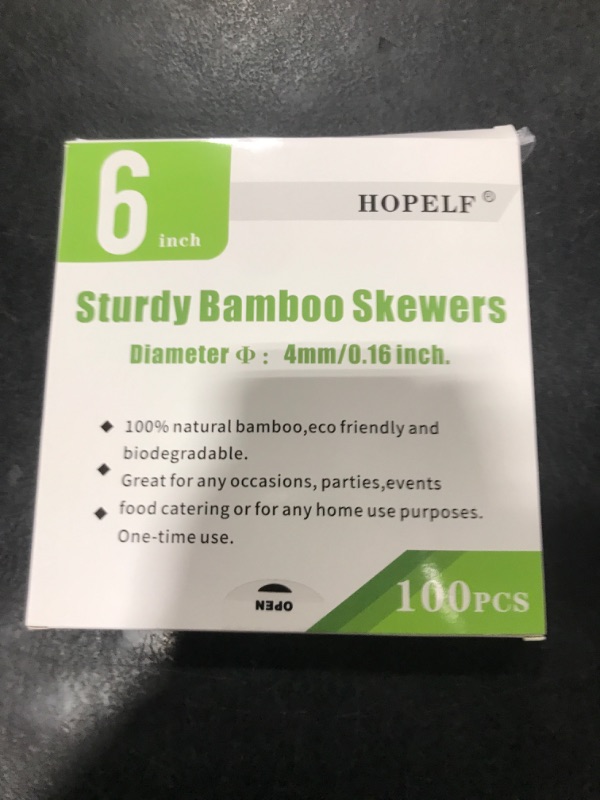 6 inch
HOPELF ©
Sturdy Bamboo Skewers
Diameter Φ : 4mm/0.16 inch.
◆ 100% natural bamboo,eco friendly and
biodegradable.
◆ Great for any occasions, parties,events
◆ food catering or for any home use purposes.
One-time use.
OPEN
100PCS